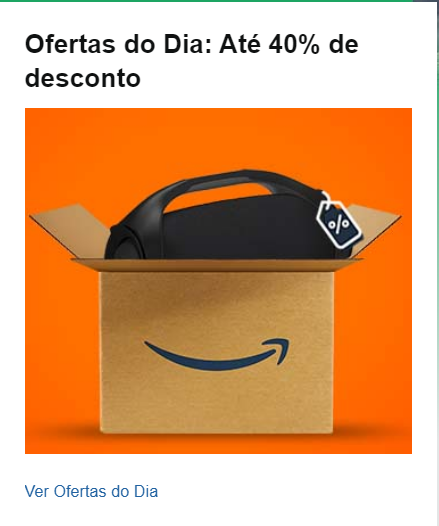 Ofertas do Dia: Até 40% de
desconto
%
Ver Ofertas do Dia